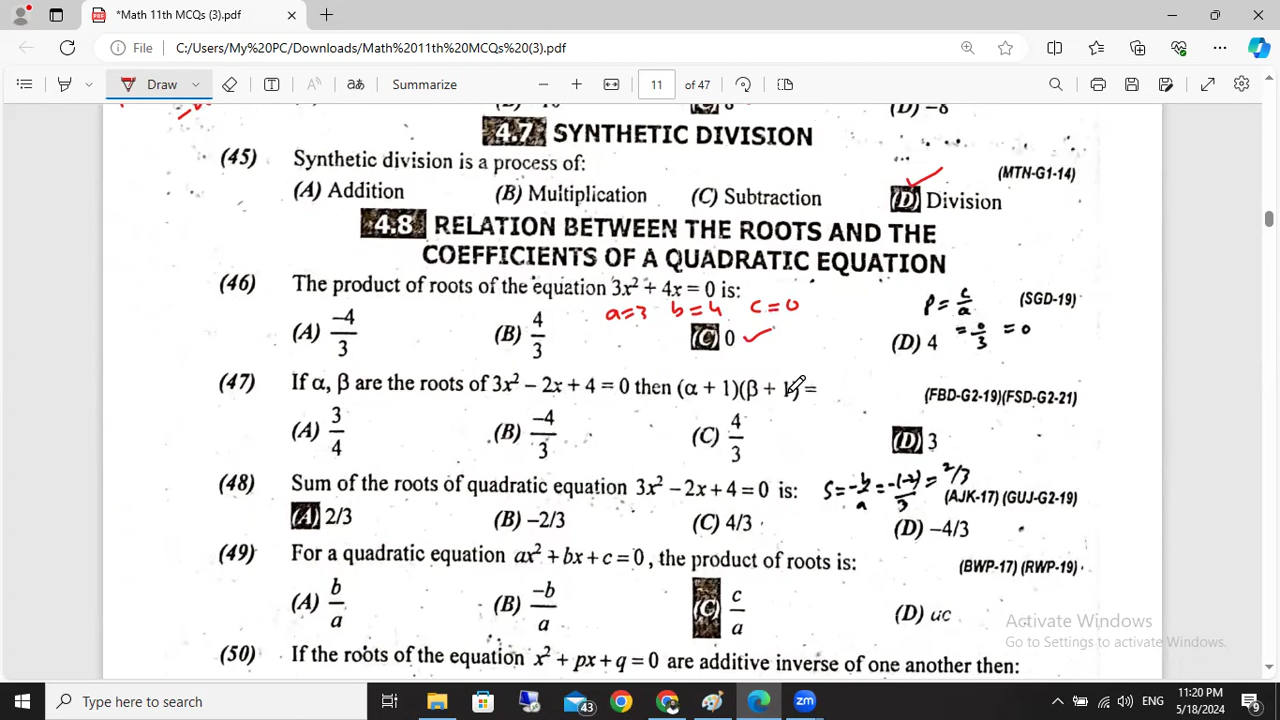 *Math 11th MCQs (3).pdf
File C:/Users/My%20PC/Downloads/Math%2011th%20MCQs%20(3).pdf
Draw Summarize 11 of 47
(D) −8
4.7 SYNTHETIC DIVISION
(45) Synthetic division is a process of: (MTN-G1-14)
(A) Addition (B) Multiplication (C) Subtraction (D) Division
4.8 RELATION BETWEEN THE ROOTS AND THE
COEFFICIENTS OF A QUADRATIC EQUATION
(46) The product of roots of the equation 3x² + 4x = 0 is: (SGD-19)
a=3 b=4 c=0 P = c/a
(A) −4/3 (B) 4/3 (C) 0 (D) 4 = 0/3 = 0
(47) If α, β are the roots of 3x² − 2x + 4 = 0 then (α + 1)(β + 1) = (FBD-G2-19)(FSD-G2-21)
(A) 3/4 (B) −4/3 (C) 4/3 (D) 3
(48) Sum of the roots of quadratic equation 3x² − 2x + 4 = 0 is: S = −b/a = −(−2)/3 = 2/3 (AJK-17) (GUJ-G2-19)
(A) 2/3 (B) −2/3 (C) 4/3 (D) −4/3
(49) For a quadratic equation ax² + bx + c = 0, the product of roots is: (BWP-17) (RWP-19)
(A) b/a (B) −b/a (C) c/a (D) ac
Activate Windows
Go to Settings to activate Windows.
(50) If the roots of the equation x² + px + q = 0 are additive inverse of one another then:
Type here to search 43 zm ENG 11:20 PM 5/18/2024 9